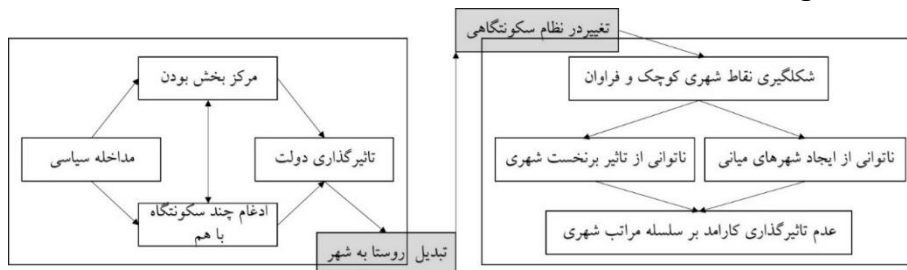 تغییردر نظام سکونتگاهی
مرکز بخش بودن
شکلگیری نقاط شهری کوچک و فراوان
مداخله سیاسی
تاثیرگذاری دولت
ناتوانی از تاثیر برنخست شهری
ناتوانی از ایجاد شهرهای میانی
ادغام چند سکونتگاه
با هم
عدم تاثیرگذاری کارامد بر سلسله مراتب شهری
تبدیل روستا به شهر